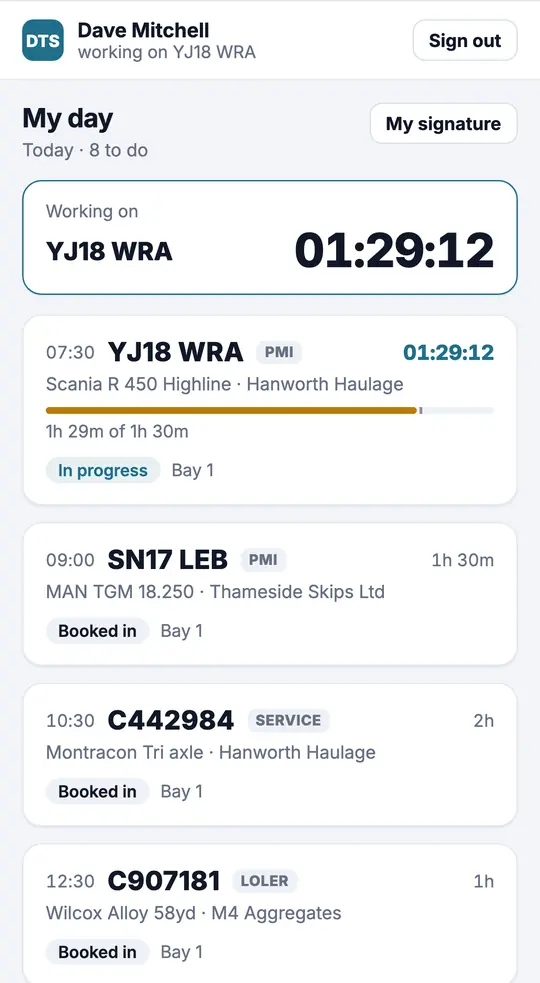 DTS
Dave Mitchell
working on YJ18 WRA
Sign out
My day
Today · 8 to do
My signature
Working on
YJ18 WRA
01:29:12
07:30 YJ18 WRA PMI 01:29:12
Scania R 450 Highline · Hanworth Haulage
1h 29m of 1h 30m
In progress Bay 1
09:00 SN17 LEB PMI 1h 30m
MAN TGM 18.250 · Thameside Skips Ltd
Booked in Bay 1
10:30 C442984 SERVICE 2h
Montracon Tri axle · Hanworth Haulage
Booked in Bay 1
12:30 C907181 LOLER 1h
Wilcox Alloy 58yd · M4 Aggregates
Booked in Bay 1